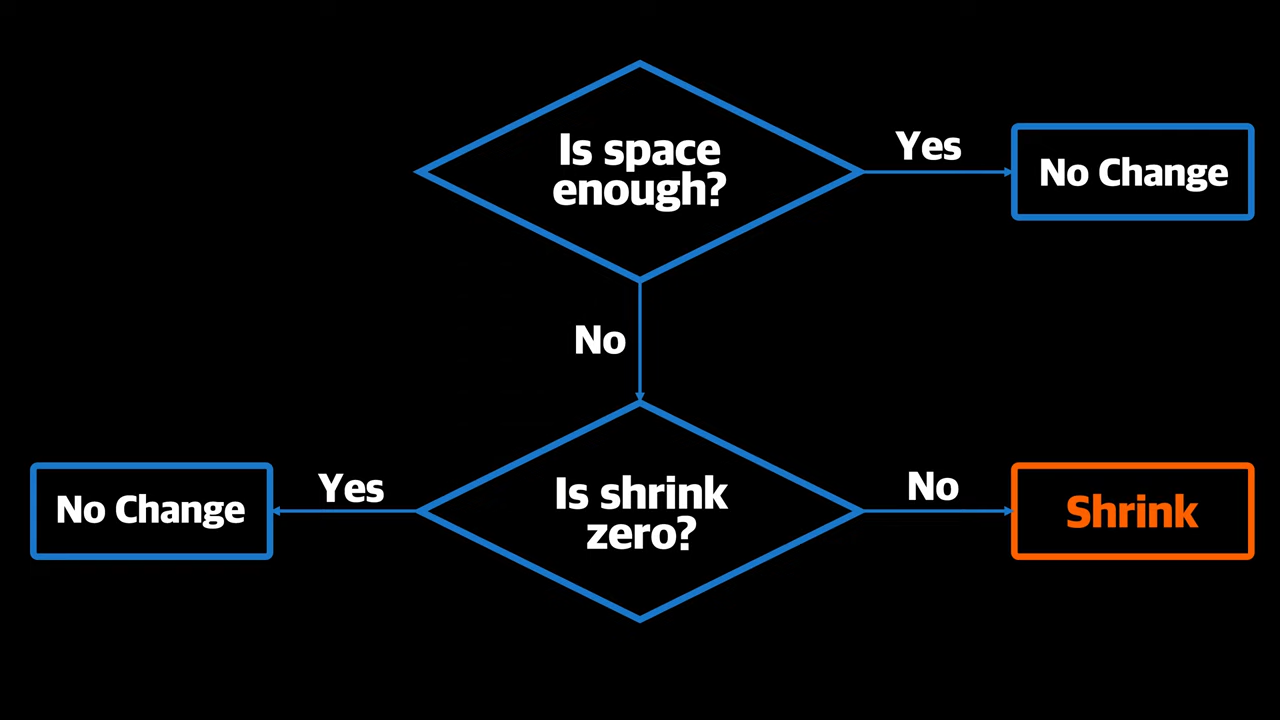 Is space
enough?
Yes
No Change
No
No Change
Yes
Is shrink
zero?
No
Shrink